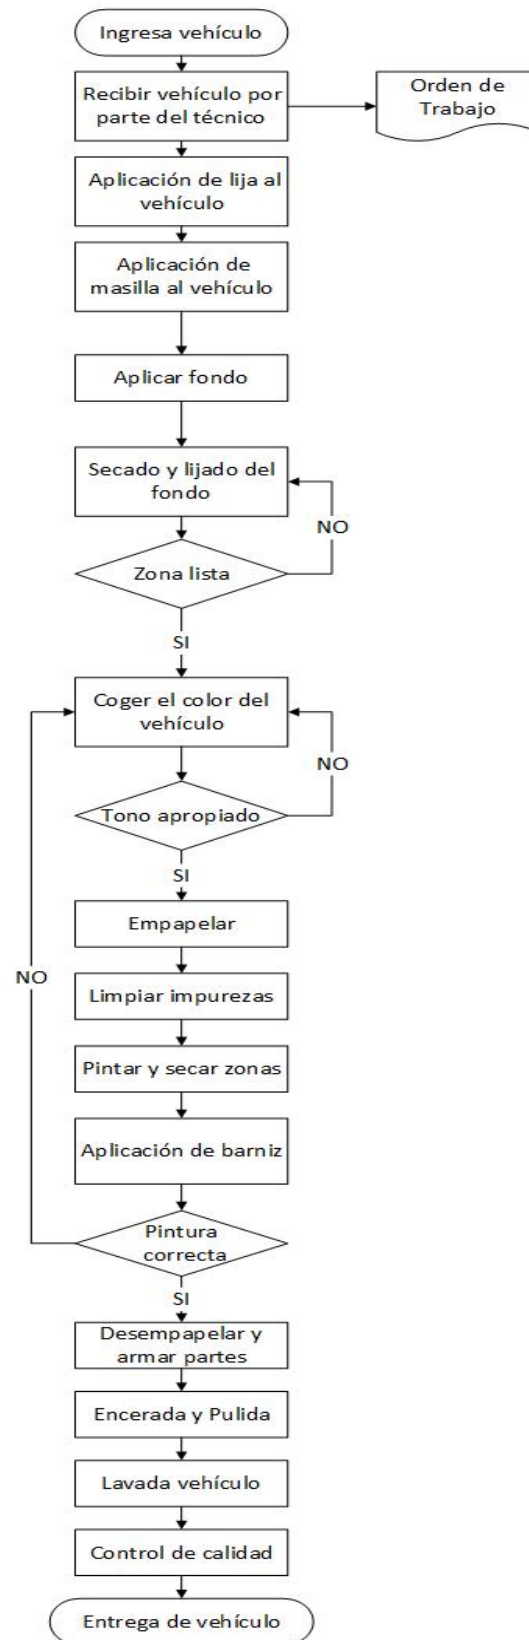 Ingresa vehículo
Recibir vehículo por
parte del técnico
Orden de
Trabajo
Aplicación de lija al
vehículo
Aplicación de
masilla al vehículo
Aplicar fondo
Secado y lijado del
fondo
NO
Zona lista
SI
Coger el color del
vehículo
NO
Tono apropiado
SI
Empapelar
NO
Limpiar impurezas
Pintar y secar zonas
Aplicación de barniz
Pintura
correcta
SI
Desempapelar y
armar partes
Encerada y Pulida
Lavada vehículo
Control de calidad
Entrega de vehículo